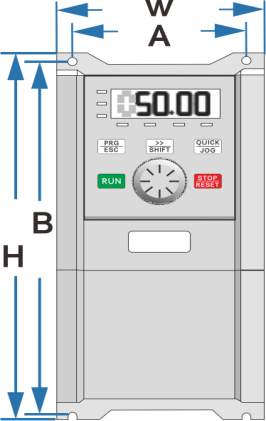 W
A
50.00
PRG
ESC
>>
SHIFT
QUICK
JOG
RUN
STOP
RESET
B
H